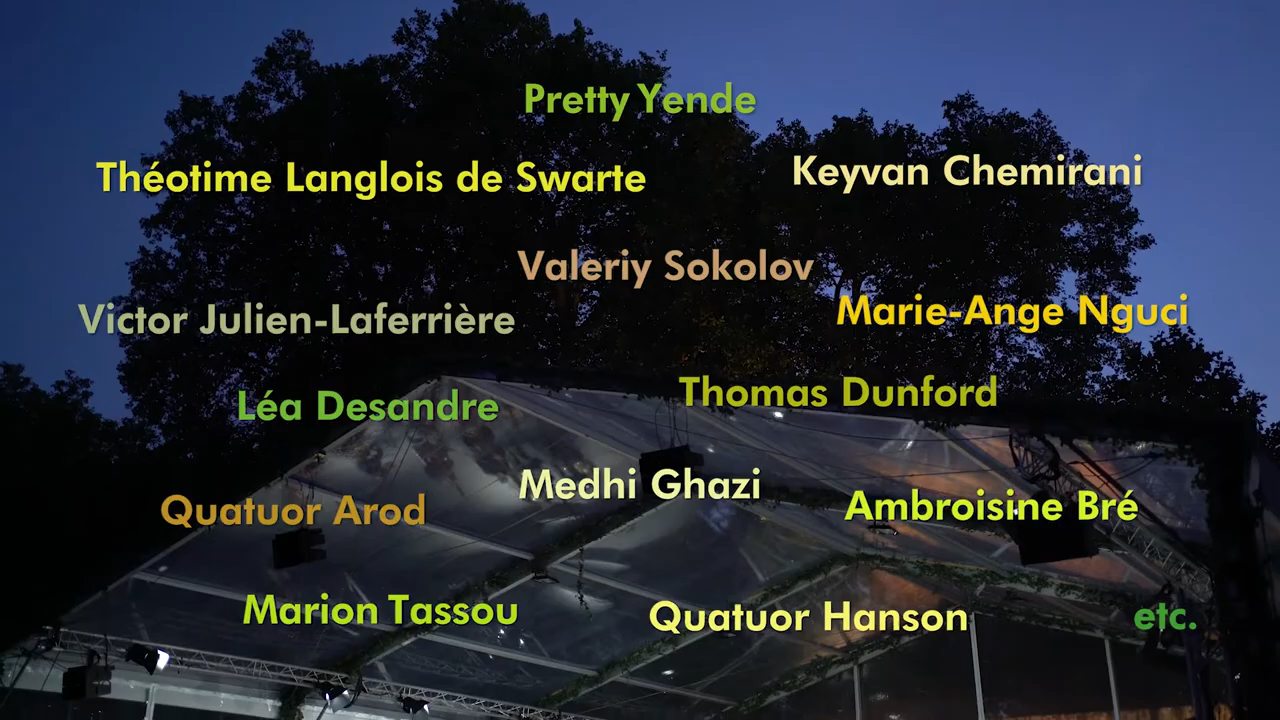 Pretty Yende
Théotime Langlois de Swarte
Keyvan Chemirani
Valeriy Sokolov
Victor Julien-Laferrière
Marie-Ange Nguci
Léa Desandre
Thomas Dunford
Medhi Ghazi
Quatuor Arod
Ambroisine Bré
Marion Tassou
Quatuor Hanson
etc.